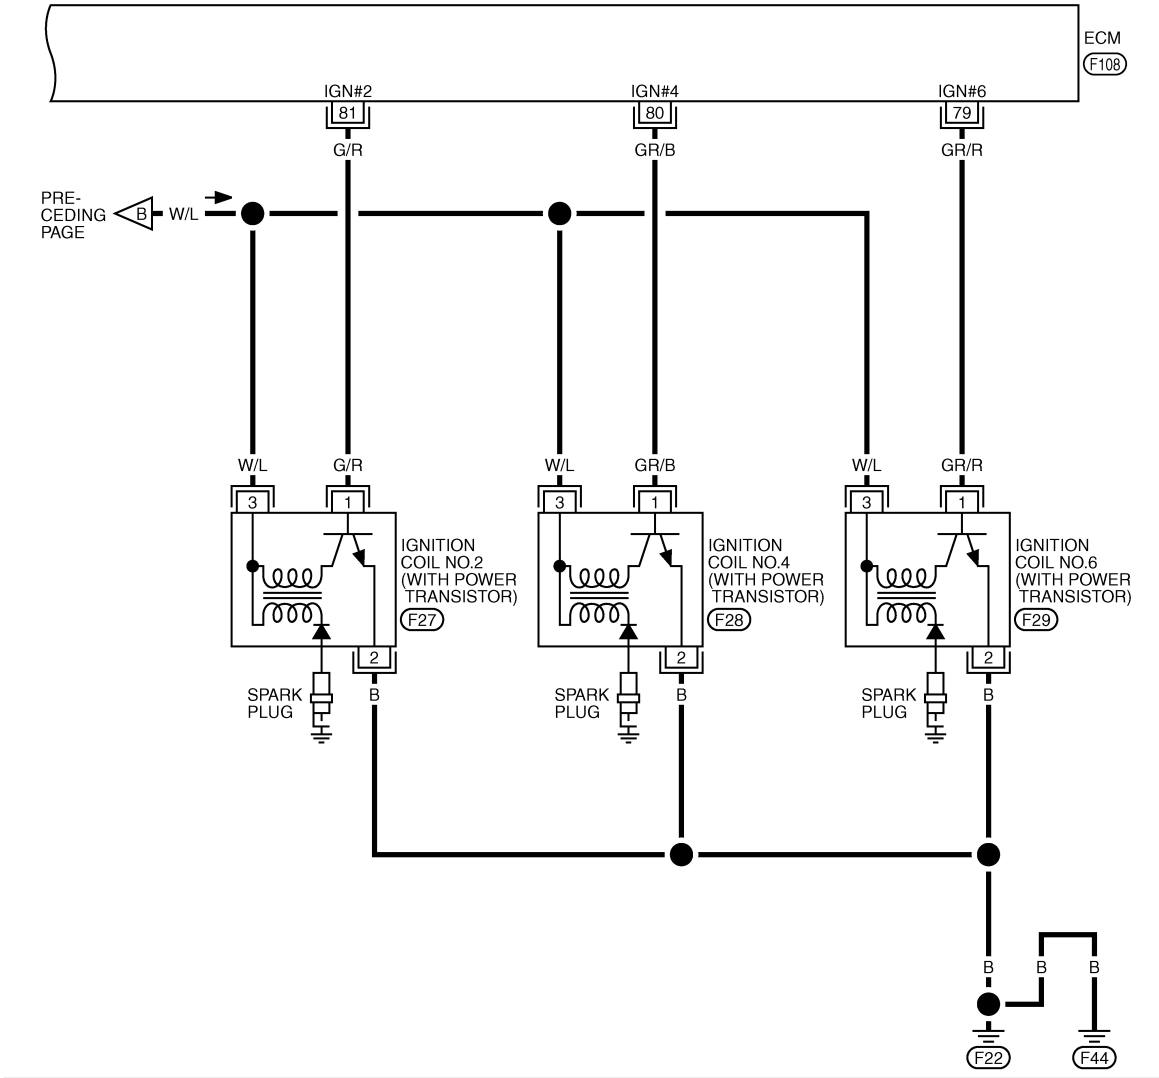 ECM
F108
IGN#2 IGN#4 IGN#6
81 80 79
G/R GR/B GR/R
PRE-
CEDING
PAGE
B W/L
W/L G/R W/L GR/B W/L GR/R
3 1 3 1 3 1
IGNITION
COIL NO.2
(WITH POWER
TRANSISTOR)
F27
IGNITION
COIL NO.4
(WITH POWER
TRANSISTOR)
F28
IGNITION
COIL NO.6
(WITH POWER
TRANSISTOR)
F29
2 2 2
SPARK
PLUG
B
SPARK
PLUG
B
SPARK
PLUG
B
B B B
F22 F44